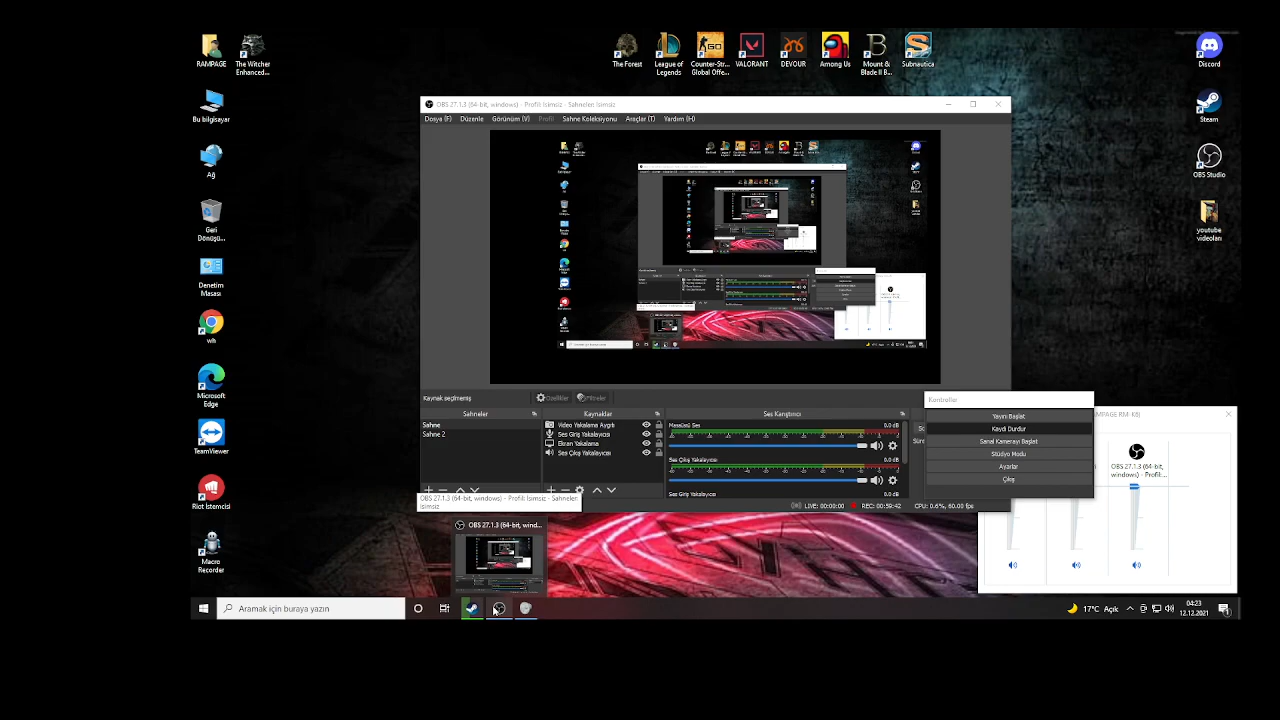 RAMPAGE
The Witcher
Enhanced...
The Forest
League of
Legends
Counter-Str...
Global Offe...
VALORANT
DEVOUR
Among Us
Mount &
Blade II B...
Subnautica
Discord
Bu bilgisayar
Steam
Ağ
OBS Studio
Geri
Dönüşü...
youtube
videoları
Denetim
Masası
wh
Microsoft
Edge
TeamViewer
Riot İstemcisi
Macro
Recorder
OBS 27.1.3 (64-bit, windows) - Profil: İsimsiz - Sahneler: İsimsiz
Dosya (F) Düzenle Görünüm (V) Profil Sahne Koleksiyonu Araçlar (T) Yardım (H)
Kaynak seçilmemiş
Özellikler Filtreler
Sahneler
Sahne
Sahne 2
Kaynaklar
Video Yakalama Aygıtı
Ses Giriş Yakalayıcısı
Ekran Yakalama
Ses Çıkış Yakalayıcısı
Ses Karıştırıcı
Masaüstü Ses 0.0 dB
Ses Çıkış Yakalayıcısı 0.0 dB
Ses Giriş 0.0 dB
Kontroller
Yayını Başlat
Kaydı Durdur
Sanal Kamerayı Başlat
Stüdyo Modu
Ayarlar
Çıkış
LIVE: 00:00:00 REC: 00:59:42 CPU: 0.6%, 60.00 fps
OBS 27.1.3 (64-bit, windows) - Profil: İsimsiz - Sahneler:
İsimsiz
OBS 27.1.3 (64-bit, wind...
OBS 27.1.3 (64-bit,
windows) - Profil:...
Aramak için buraya yazın
17°C Açık
04:23
12.12.2021